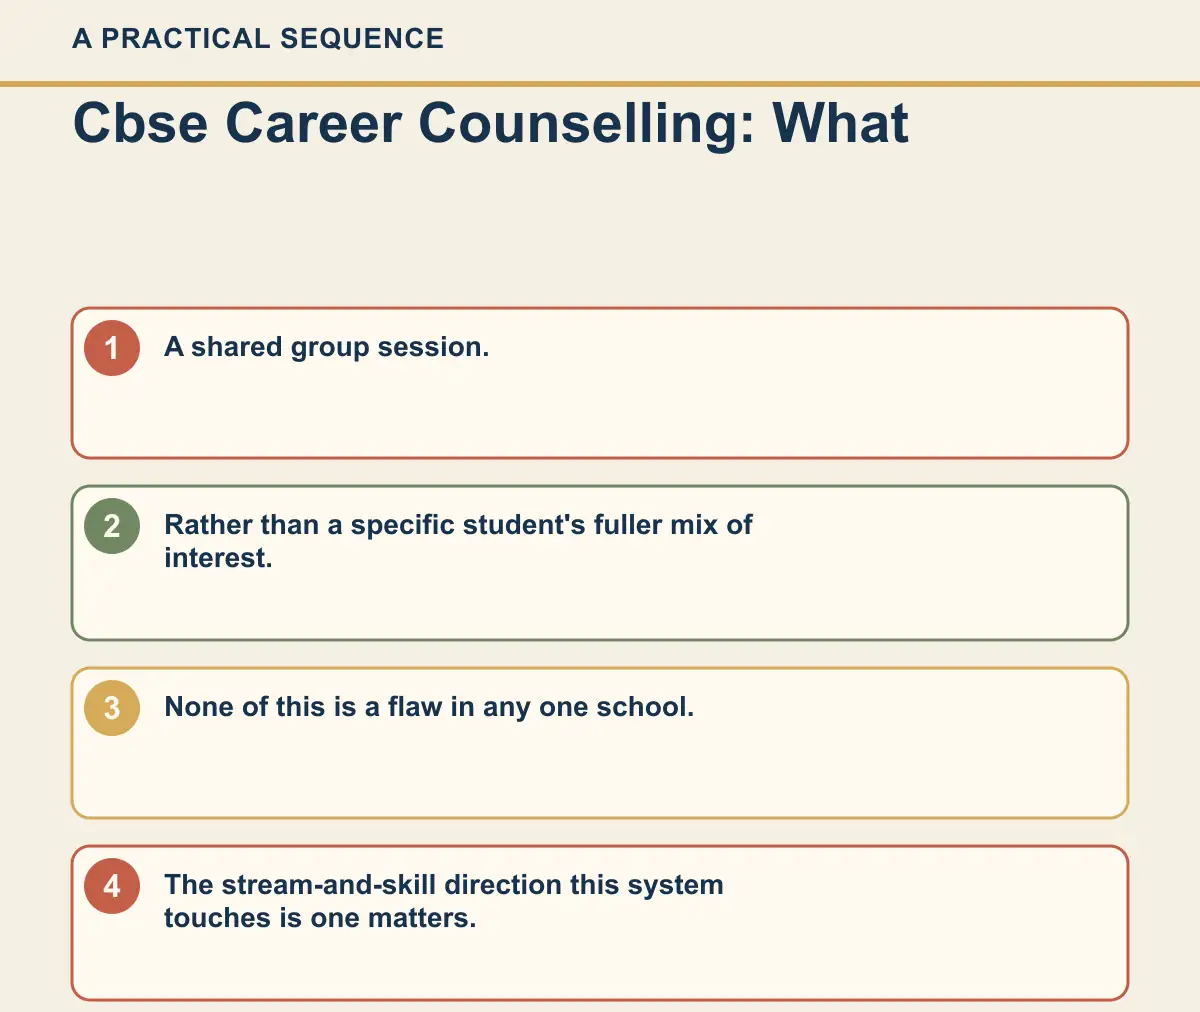 A PRACTICAL SEQUENCE
Cbse Career Counselling: What
1
A shared group session.
2
Rather than a specific student's fuller mix of
interest.
3
None of this is a flaw in any one school.
4
The stream-and-skill direction this system
touches is one matters.